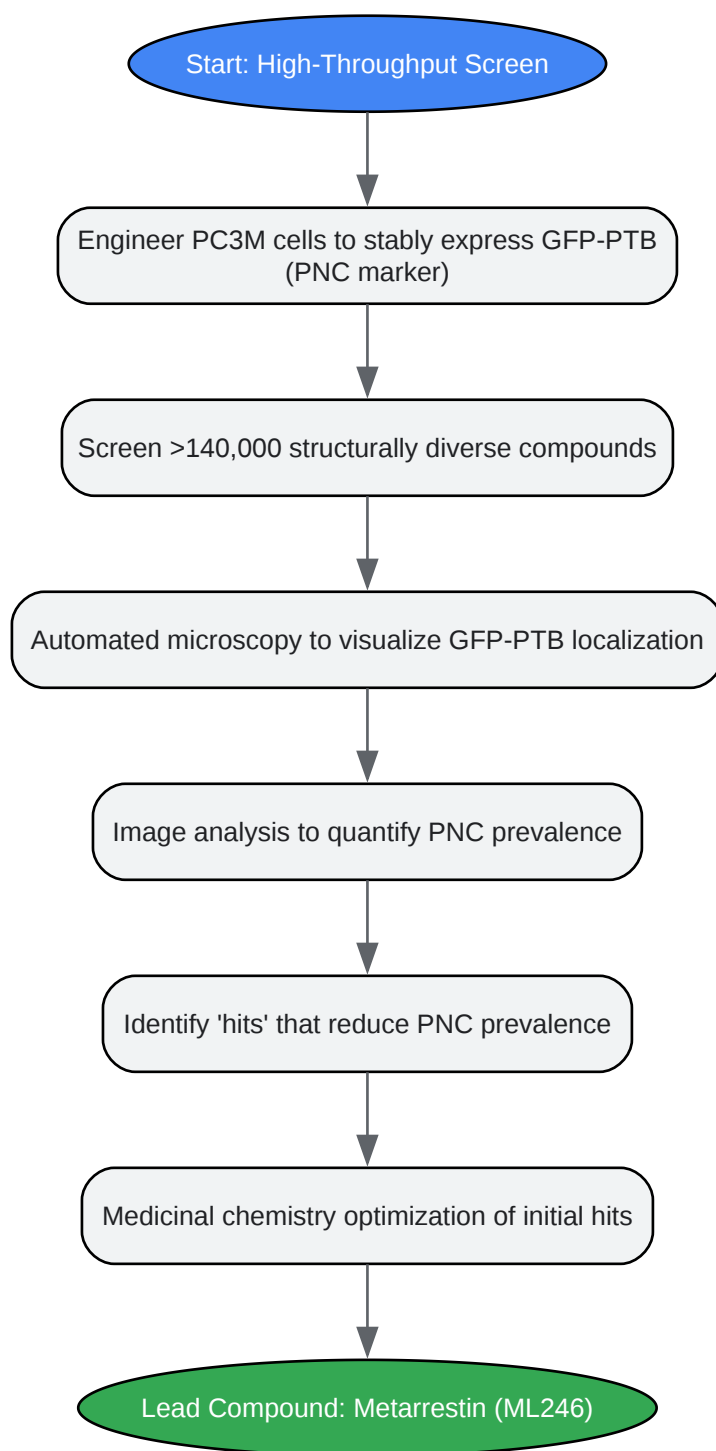 Start: High-Throughput Screen
Engineer PC3M cells to stably express GFP-PTB
(PNC marker)
Screen >140,000 structurally diverse compounds
Automated microscopy to visualize GFP-PTB localization
Image analysis to quantify PNC prevalence
Identify 'hits' that reduce PNC prevalence
Medicinal chemistry optimization of initial hits
Lead Compound: Metarrestin (ML246)